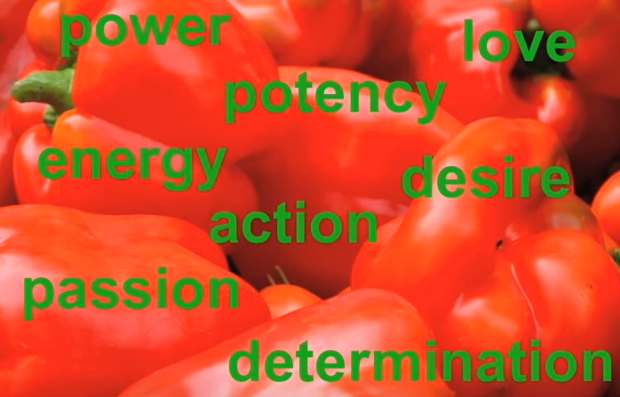 power
love
potency
energy
desire
action
passion
determination